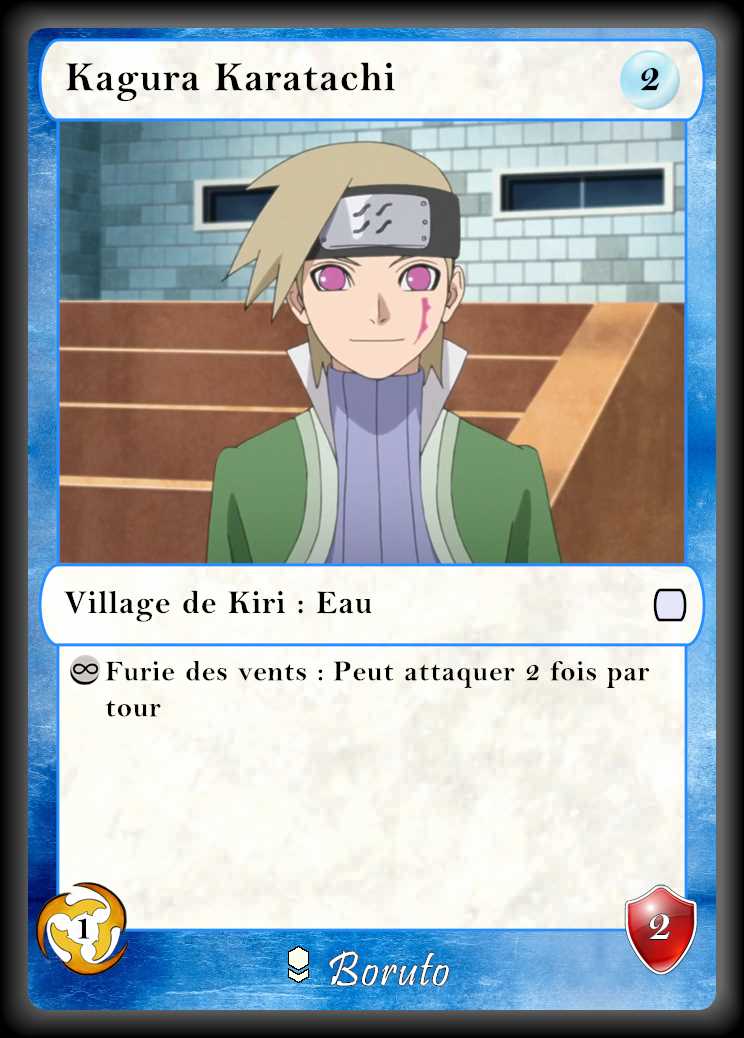 Kagura Karatachi
2
Village de Kiri : Eau
Furie des vents : Peut attaquer 2 fois par
tour
1
2
Boruto